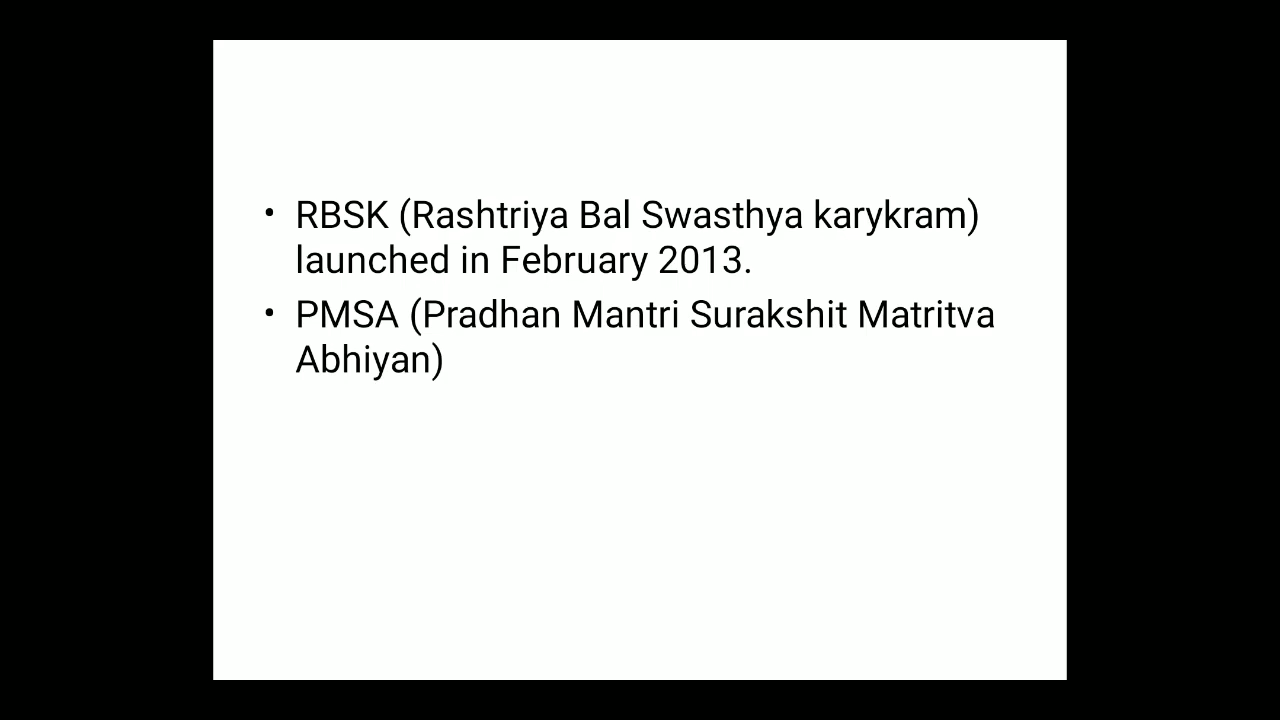 • RBSK (Rashtriya Bal Swasthya karykram)
launched in February 2013.
• PMSA (Pradhan Mantri Surakshit Matritva
Abhiyan)